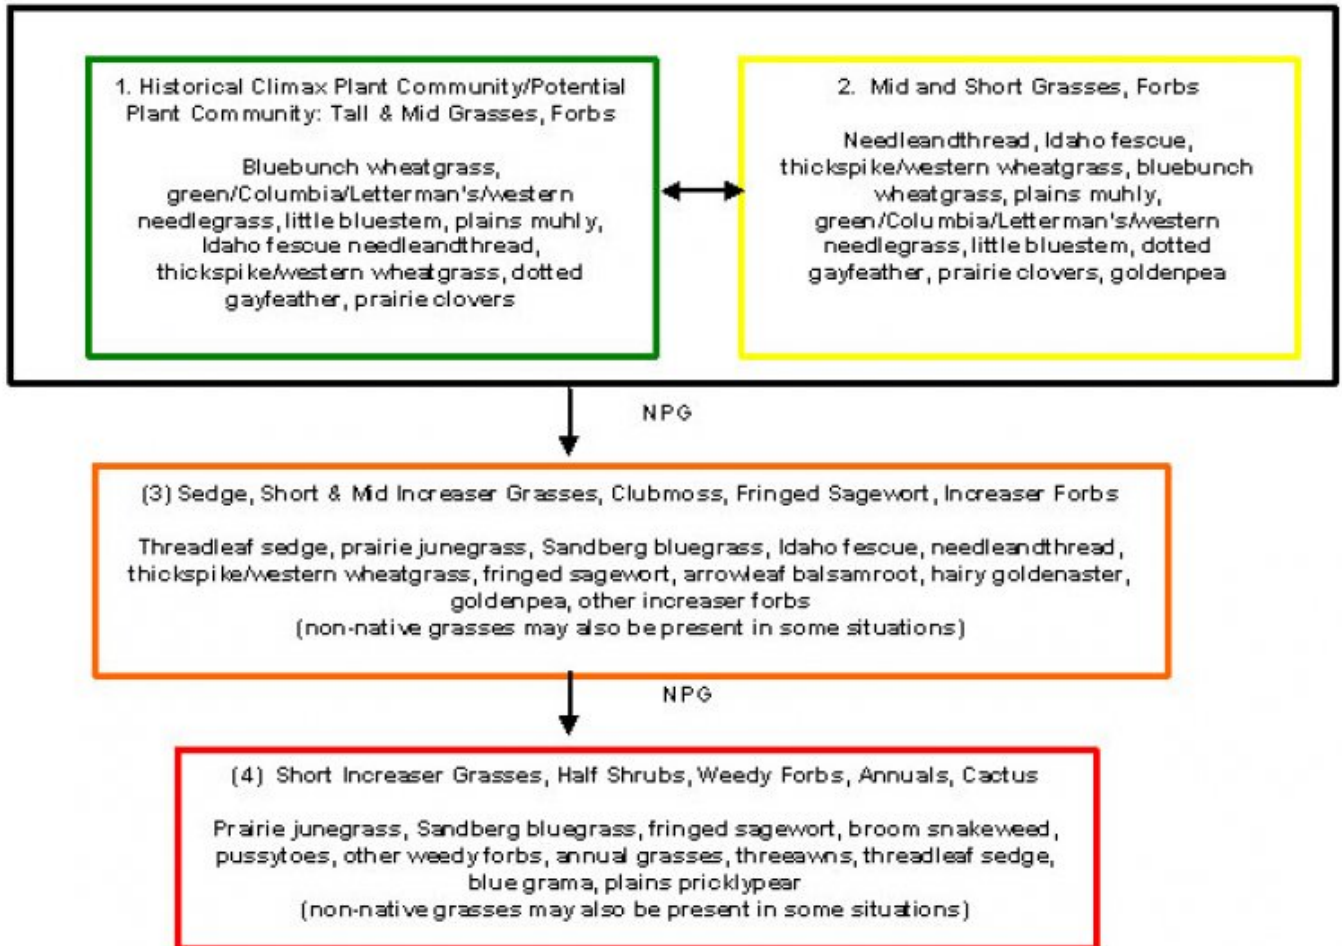 1. Historical Climax Plant Community/Potential
Plant Community: Tall & Mid Grasses, Forbs
Bluebunch wheatgrass,
green/Columbia/Letterman's/western
needlegrass, little bluestem, plains muhly,
Idaho fescue needleandthread,
thickspike/western wheatgrass, dotted
gayfeather, prairie clovers
2. Mid and Short Grasses, Forbs
Needleandthread, Idaho fescue,
thickspike/western wheatgrass, bluebunch
wheatgrass, plains muhly,
green/Columbia/Letterman's/western
needlegrass, little bluestem, dotted
gayfeather, prairie clovers, goldenpea
NPG
(3) Sedge, Short & Mid Increaser Grasses, Clubmoss, Fringed Sagewort, Increaser Forbs
Threadleaf sedge, prairie junegrass, Sandberg bluegrass, Idaho fescue, needleandthread,
thickspike/western wheatgrass, fringed sagewort, arrowleaf balsamroot, hairy goldenaster,
goldenpea, other increaser forbs
(non-native grasses may also be present in some situations)
NPG
(4) Short Increaser Grasses, Half Shrubs, Weedy Forbs, Annuals, Cactus
Prairie junegrass, Sandberg bluegrass, fringed sagewort, broom snakeweed,
pussytoes, other weedy forbs, annual grasses, threeawns, threadleaf sedge,
blue grama, plains pricklypear
(non-native grasses may also be present in some situations)